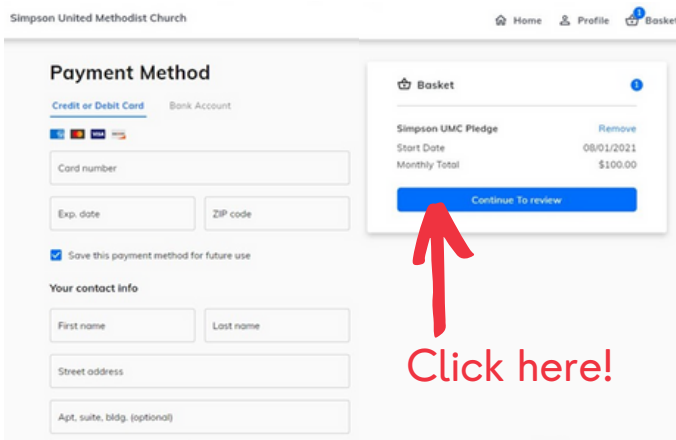 Simpson United Methodist Church
Home Profile 1 Basket
Payment Method
Credit or Debit Card Bank Account
VISA
Card number
Exp. date ZIP code
Save this payment method for future use
Your contact info
First name Last name
Street address
Apt, suite, bldg. (optional)
Basket 1
Simpson UMC Pledge Remove
Start Date 08/01/2021
Monthly Total $100.00
Continue To review
Click here!